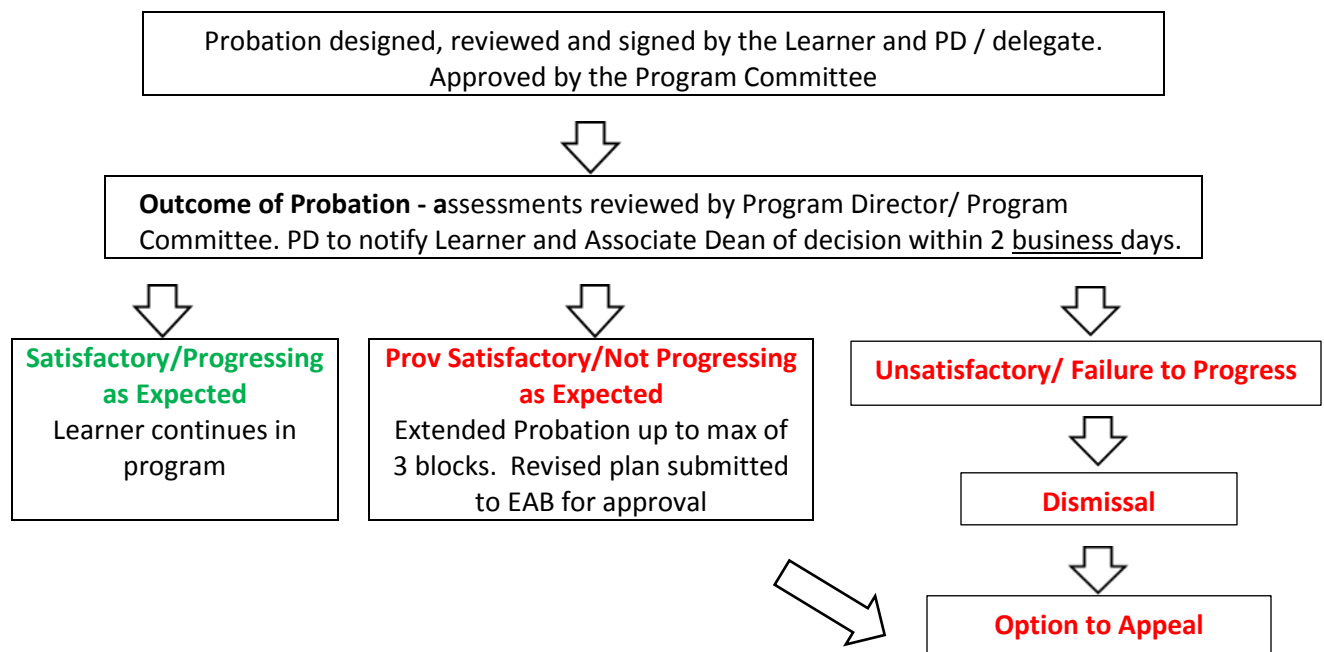 Probation designed, reviewed and signed by the Learner and PD / delegate.
Approved by the Program Committee
Outcome of Probation - assessments reviewed by Program Director/ Program
Committee. PD to notify Learner and Associate Dean of decision within 2 business days.
Satisfactory/Progressing
as Expected
Learner continues in
program
Prov Satisfactory/Not Progressing
as Expected
Extended Probation up to max of
3 blocks. Revised plan submitted
to EAB for approval
Unsatisfactory/ Failure to Progress
Dismissal
Option to Appeal